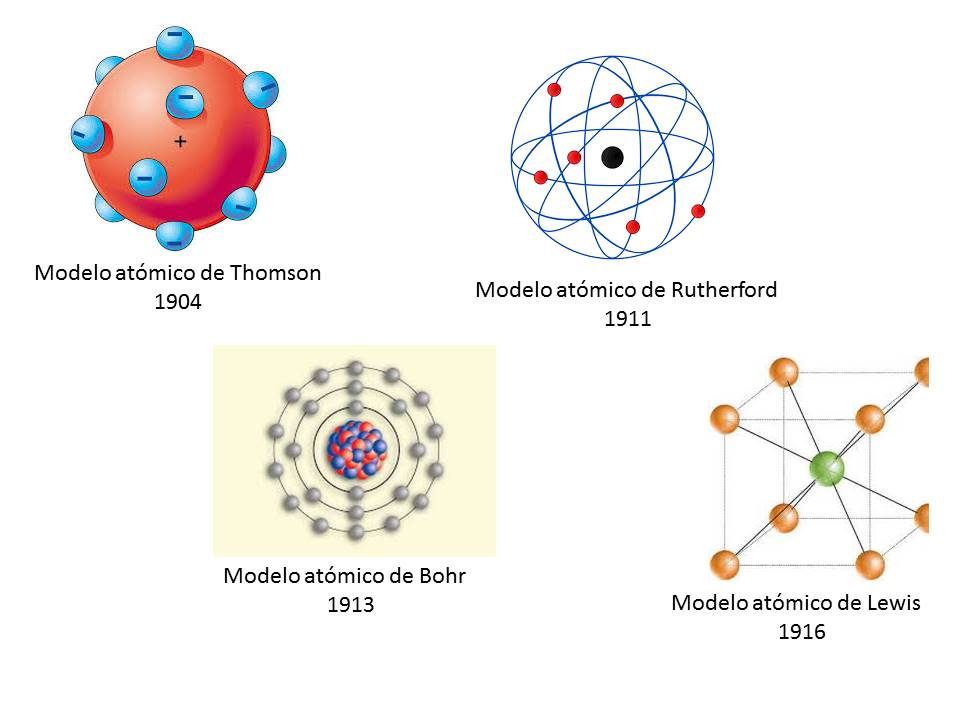 +
Modelo atómico de Thomson
1904
Modelo atómico de Rutherford
1911
Modelo atómico de Bohr
1913
Modelo atómico de Lewis
1916